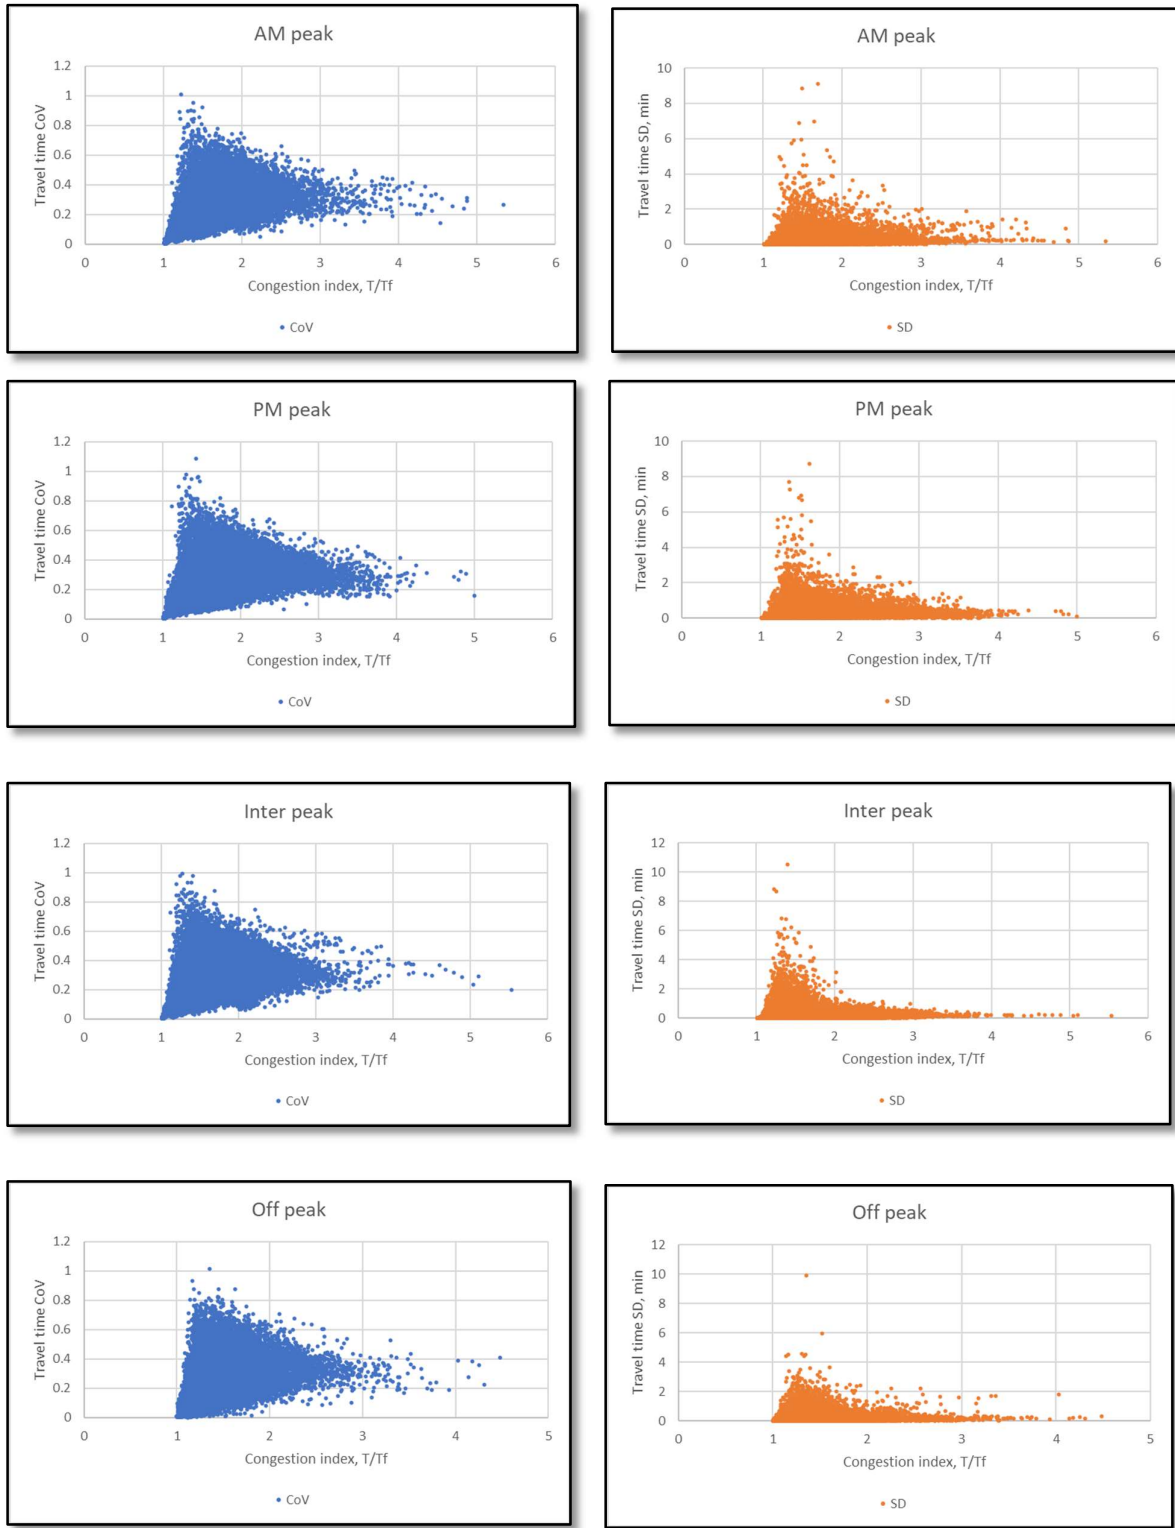 AM peak
1.2
1
0.8
0.6
0.4
0.2
0
Travel time CoV
0 1 2 3 4 5 6
Congestion index, T/Tf
CoV
AM peak
10
8
6
4
2
0
Travel time SD, min
0 1 2 3 4 5 6
Congestion index, T/Tf
SD
PM peak
1.2
1
0.8
0.6
0.4
0.2
0
Travel time CoV
0 1 2 3 4 5 6
Congestion index, T/Tf
CoV
PM peak
10
8
6
4
2
0
Travel time SD, min
0 1 2 3 4 5 6
Congestion index, T/Tf
SD
Inter peak
1.2
1
0.8
0.6
0.4
0.2
0
Travel time CoV
0 1 2 3 4 5 6
Congestion index, T/Tf
CoV
Inter peak
12
10
8
6
4
2
0
Travel time SD, min
0 1 2 3 4 5 6
Congestion index, T/Tf
SD
Off peak
1.2
1
0.8
0.6
0.4
0.2
0
Travel time CoV
0 1 2 3 4 5
Congestion index, T/Tf
CoV
Off peak
12
10
8
6
4
2
0
Travel time SD, min
0 1 2 3 4 5
Congestion index, T/Tf
SD